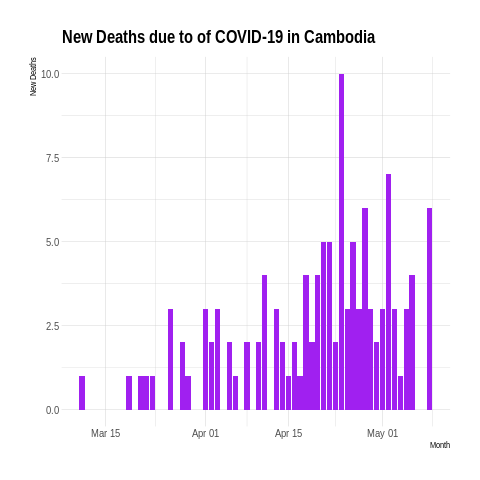 New Deaths due to of COVID-19 in Cambodia
New Deaths
10.0
7.5
5.0
2.5
0.0
Mar 15
Apr 01
Apr 15
May 01
Month